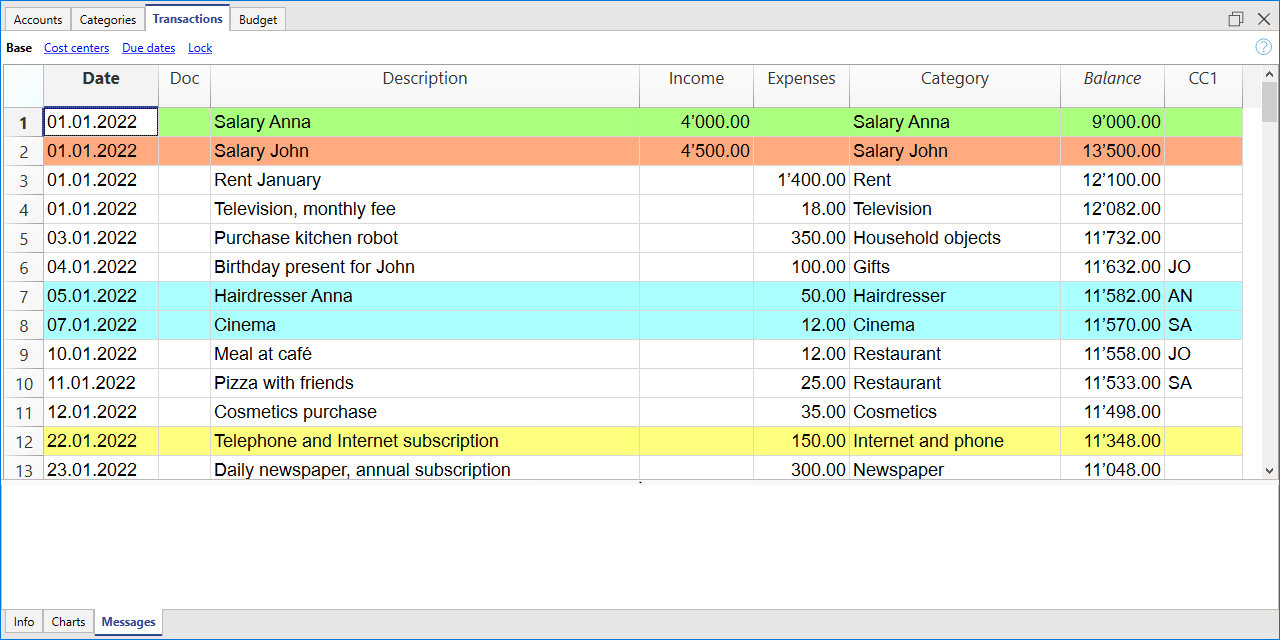 Accounts Categories Transactions Budget
Base Cost centers Due dates Lock ?
Date Doc Description Income Expenses Category Balance CC1
1 01.01.2022 Salary Anna 4’000.00 Salary Anna 9’000.00
2 01.01.2022 Salary John 4’500.00 Salary John 13’500.00
3 01.01.2022 Rent January 1’400.00 Rent 12’100.00
4 01.01.2022 Television, monthly fee 18.00 Television 12’082.00
5 03.01.2022 Purchase kitchen robot 350.00 Household objects 11’732.00
6 04.01.2022 Birthday present for John 100.00 Gifts 11’632.00 JO
7 05.01.2022 Hairdresser Anna 50.00 Hairdresser 11’582.00 AN
8 07.01.2022 Cinema 12.00 Cinema 11’570.00 SA
9 10.01.2022 Meal at café 12.00 Restaurant 11’558.00 JO
10 11.01.2022 Pizza with friends 25.00 Restaurant 11’533.00 SA
11 12.01.2022 Cosmetics purchase 35.00 Cosmetics 11’498.00
12 22.01.2022 Telephone and Internet subscription 150.00 Internet and phone 11’348.00
13 23.01.2022 Daily newspaper, annual subscription 300.00 Newspaper 11’048.00
Info Charts Messages